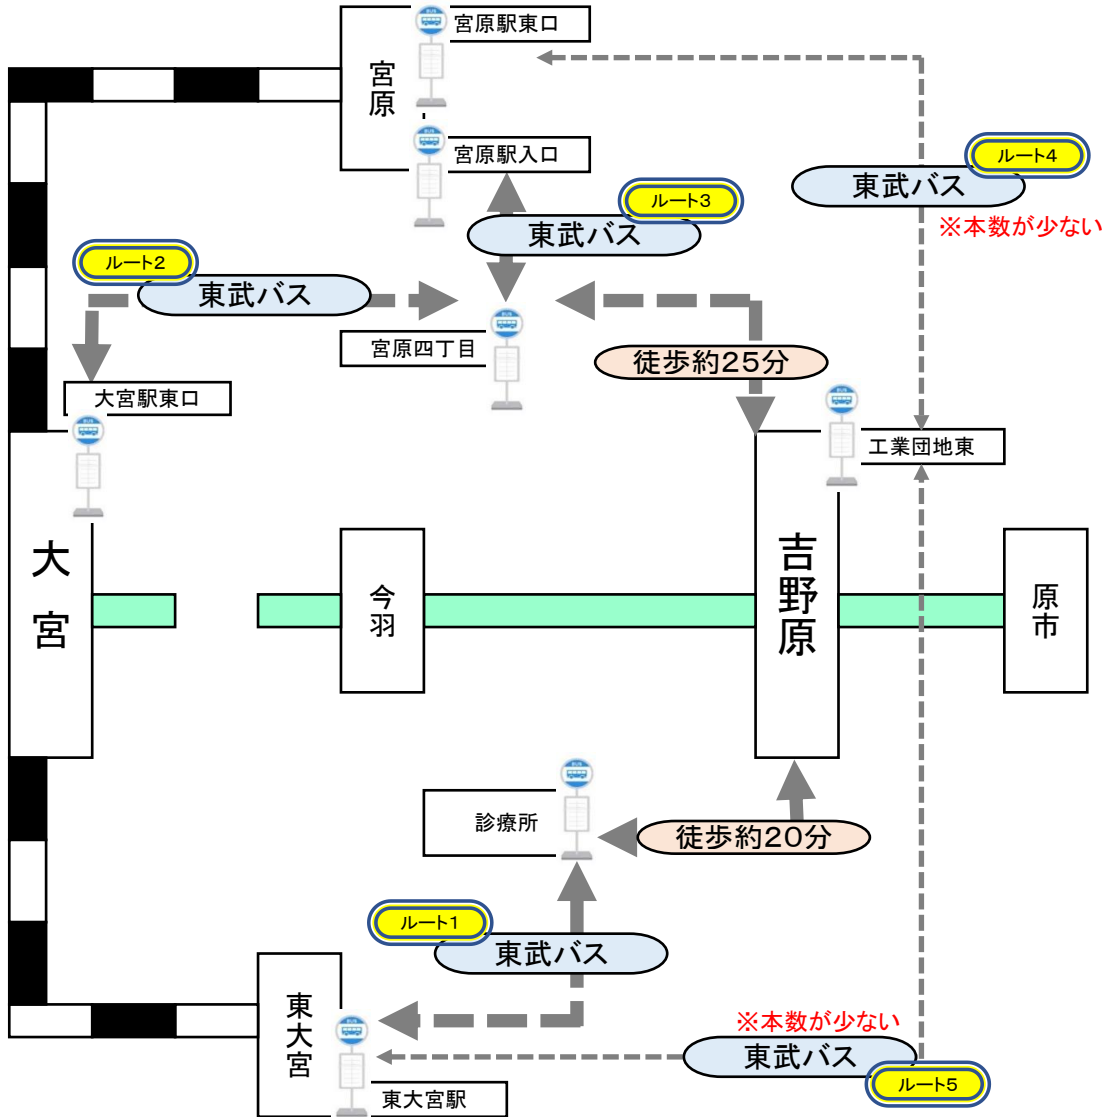 宮原駅東口
宮原
宮原駅入口
ルート4
東武バス
※本数が少ない
ルート3
東武バス
ルート2
東武バス
宮原四丁目
徒歩約25分
大宮駅東口
工業団地東
大宮
今羽
吉野原
原市
診療所
徒歩約20分
ルート1
東武バス
東大宮
※本数が少ない
東武バス
ルート5
東大宮駅